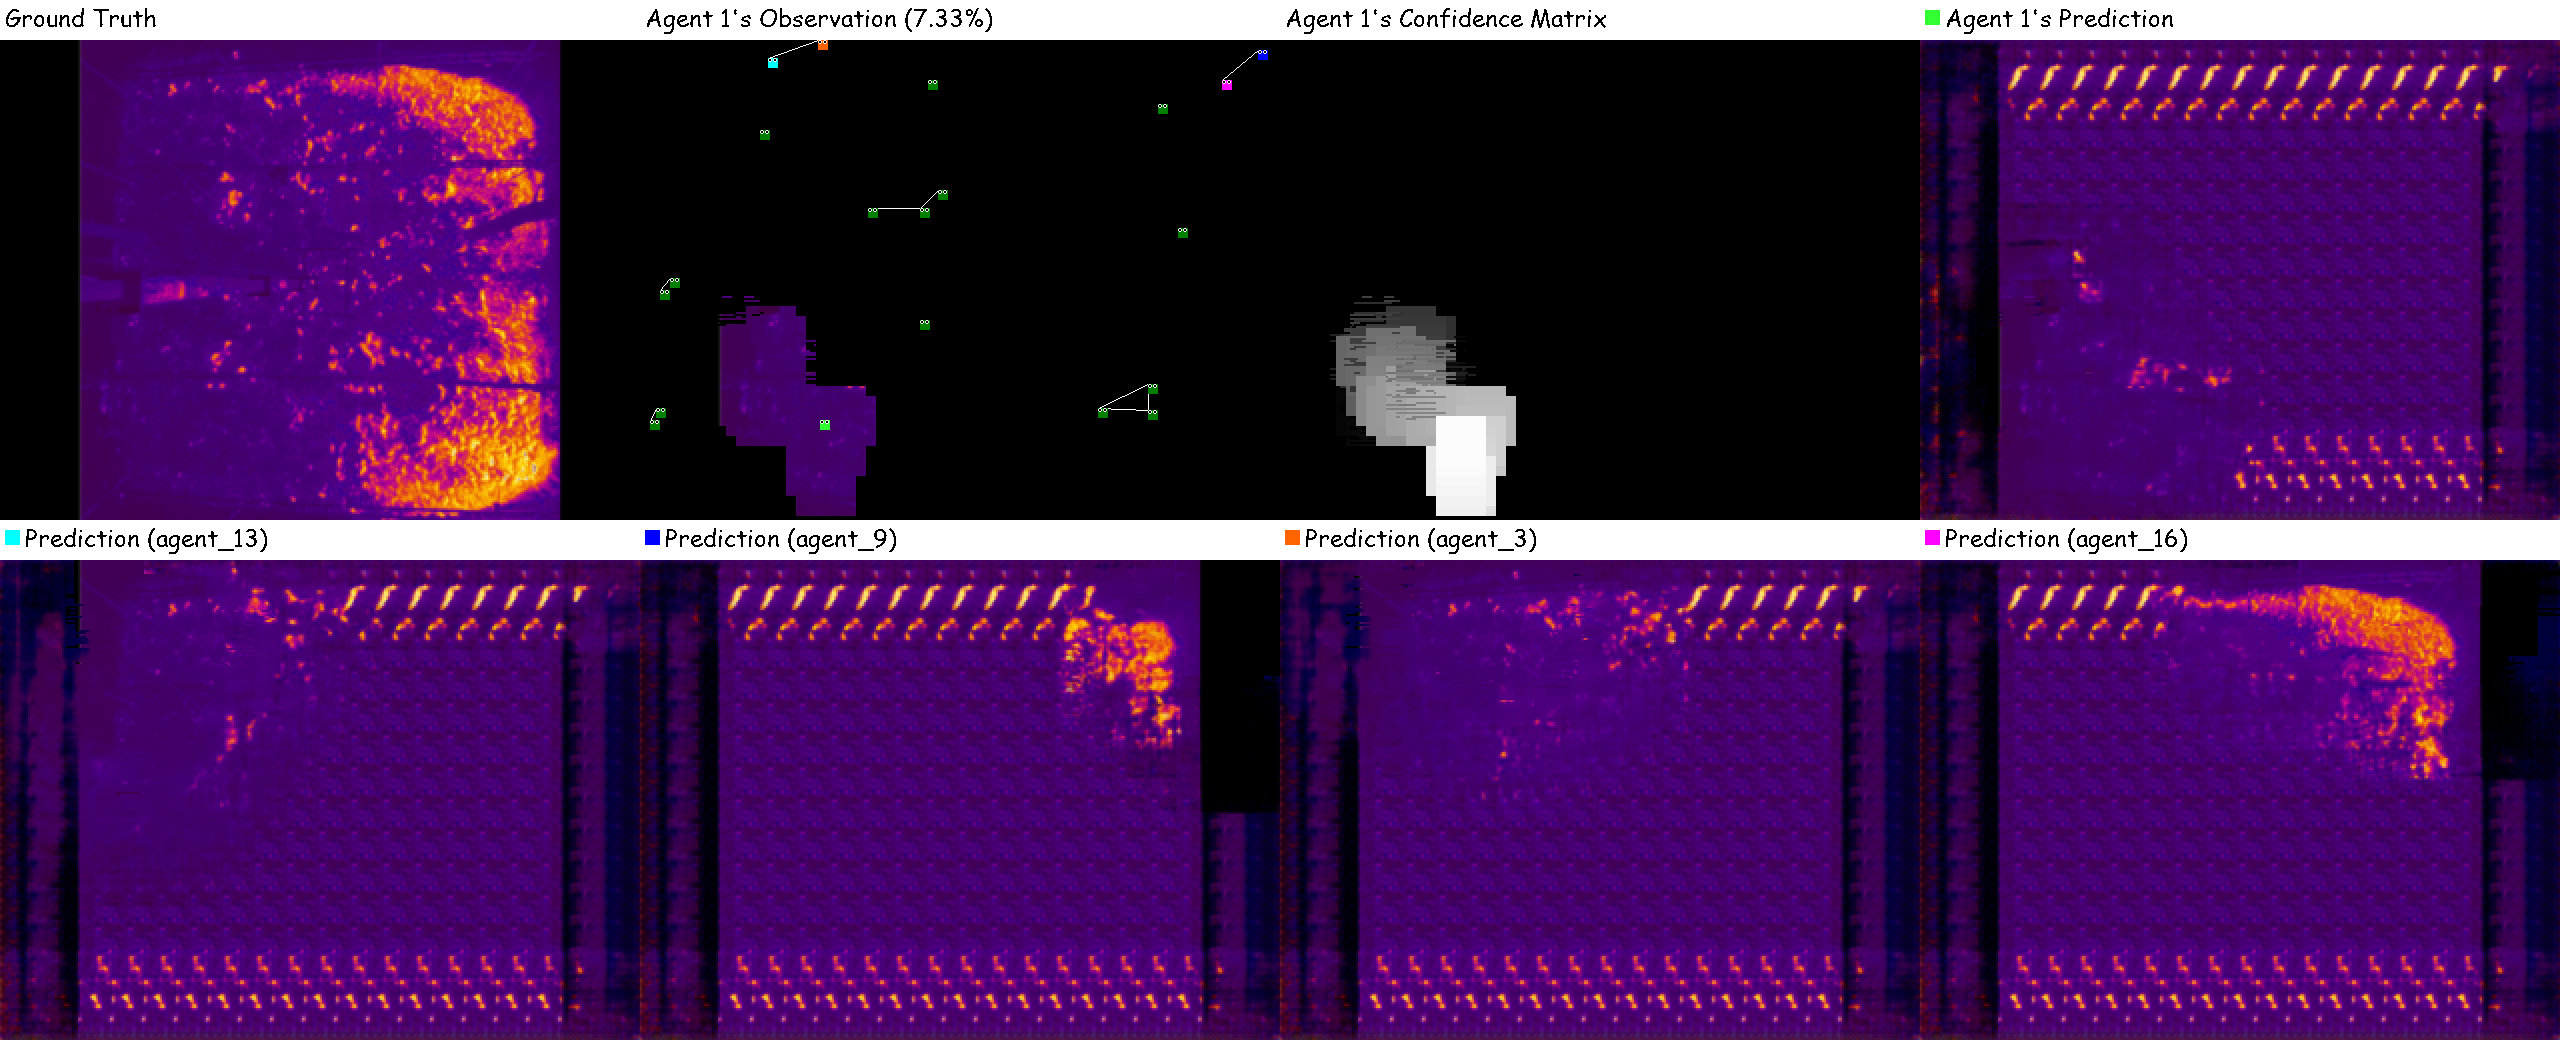 Ground Truth
Agent 1's Observation (7.33%)
Agent 1's Confidence Matrix
Agent 1's Prediction
Prediction (agent_13)
Prediction (agent_9)
Prediction (agent_3)
Prediction (agent_16)